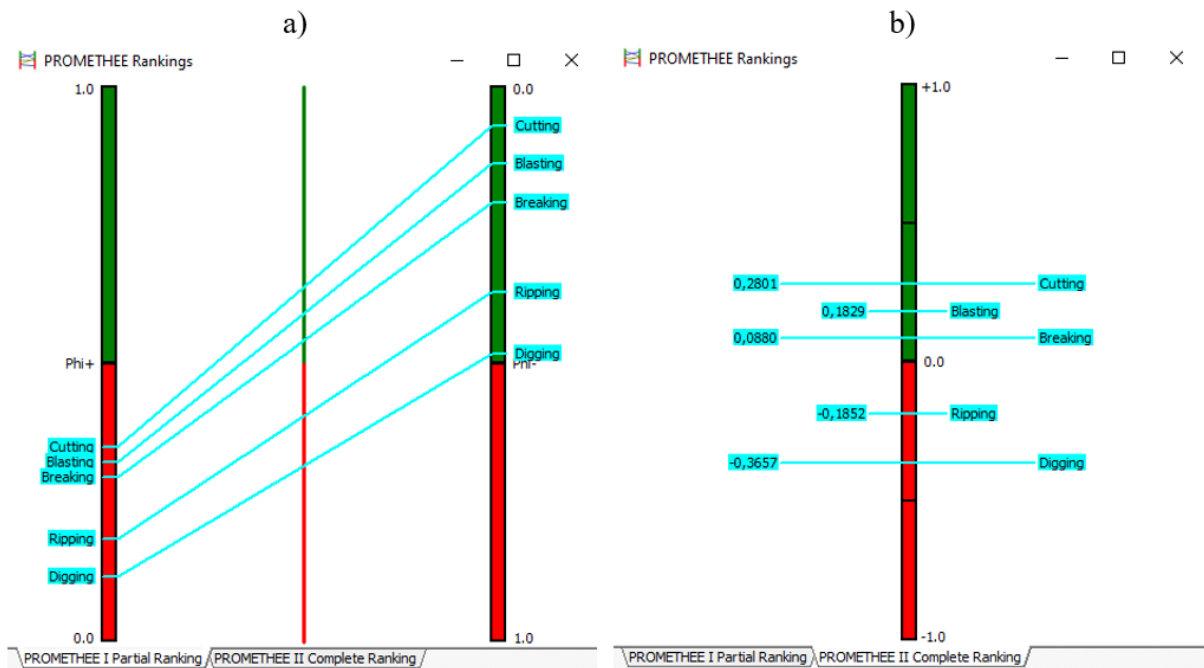 a)
PROMETHEE Rankings
1.0
0.0
Cutting
Blasting
Breaking
Ripping
Digging
Phi+
Phi-
Cutting
Blasting
Breaking
Ripping
Digging
0.0
1.0
PROMETHEE I Partial Ranking
PROMETHEE II Complete Ranking
b)
PROMETHEE Rankings
+1.0
0,2801
Cutting
0,1829
Blasting
0,0880
Breaking
0.0
-0,1852
Ripping
-0,3657
Digging
-1.0
PROMETHEE I Partial Ranking
PROMETHEE II Complete Ranking